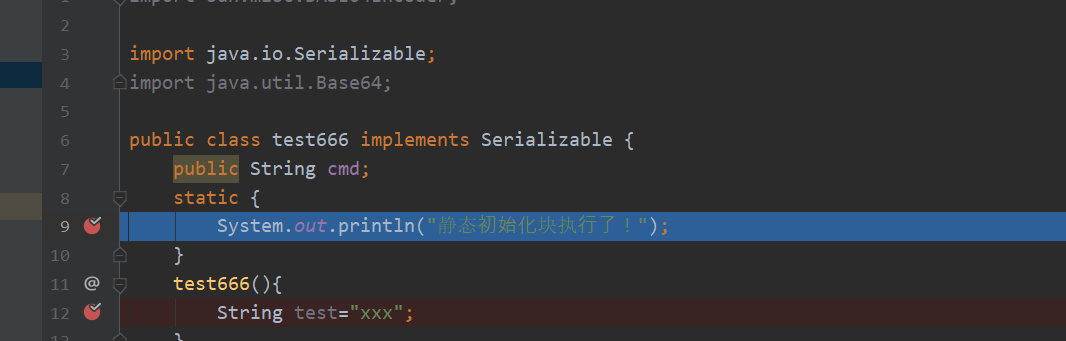 2
3 import java.io.Serializable;
4 import java.util.Base64;
5
6 public class test666 implements Serializable {
7 public String cmd;
8 static {
9 System.out.println("静态初始化块执行了！");
10 }
11 @ test666(){
12 String test="xxx";